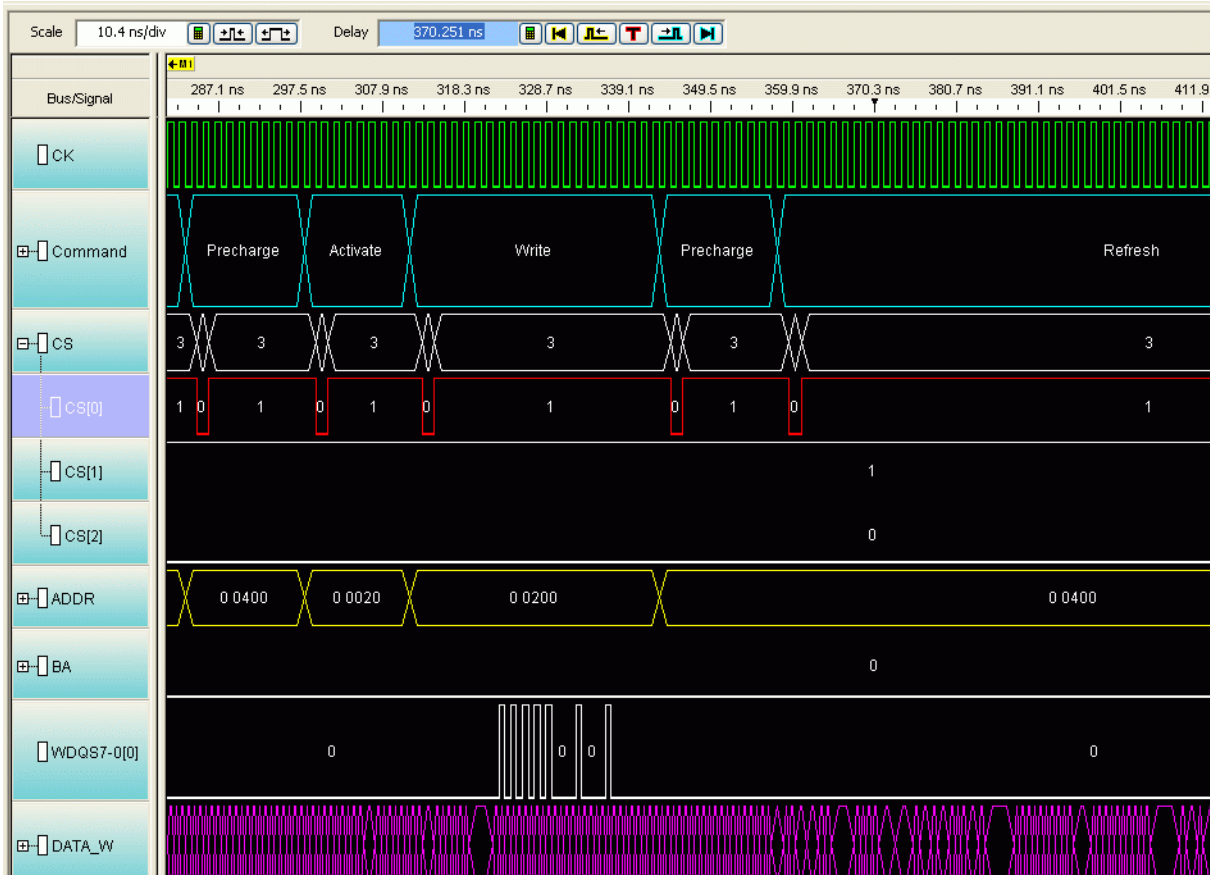 Scale 10.4 ns/div Delay 370.251 ns T
M1
Bus/Signal 287.1 ns 297.5 ns 307.9 ns 318.3 ns 328.7 ns 339.1 ns 349.5 ns 359.9 ns 370.3 ns 380.7 ns 391.1 ns 401.5 ns 411.9
CK
Command Precharge Activate Write Precharge Refresh
CS 3 3 3 3 3 3
CS[0] 1 0 1 0 1 0 1 0 1 0 1
CS[1] 1
CS[2] 0
ADDR 0 0400 0 0020 0 0200 0 0400
BA 0
WDQS7-0[0] 0 0 0 0
DATA_W